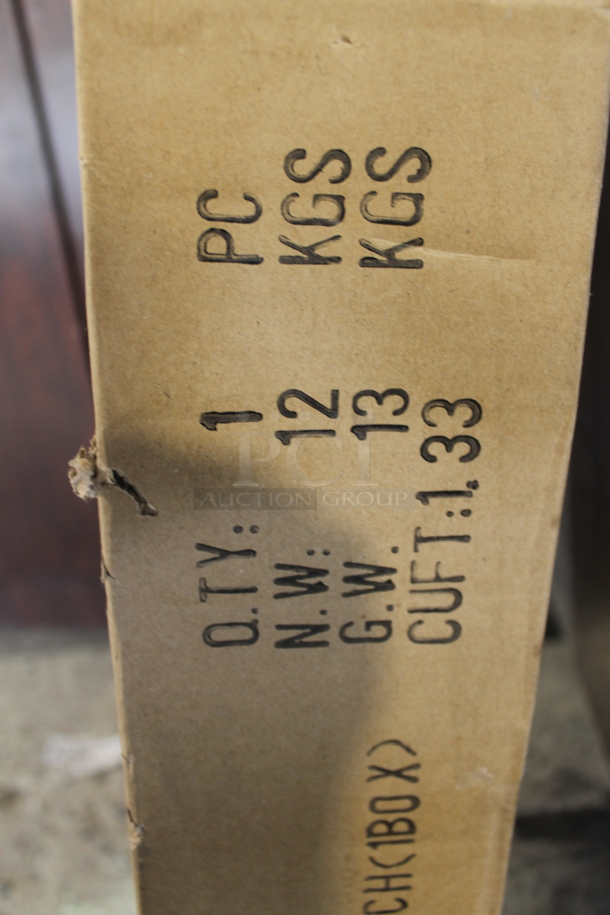 Q.TY: 1 PC
N.W: 12 KGS
G.W. 13 KGS
CUFT:1.33
CH(1BOX)
PCI
AUCTION GROUP